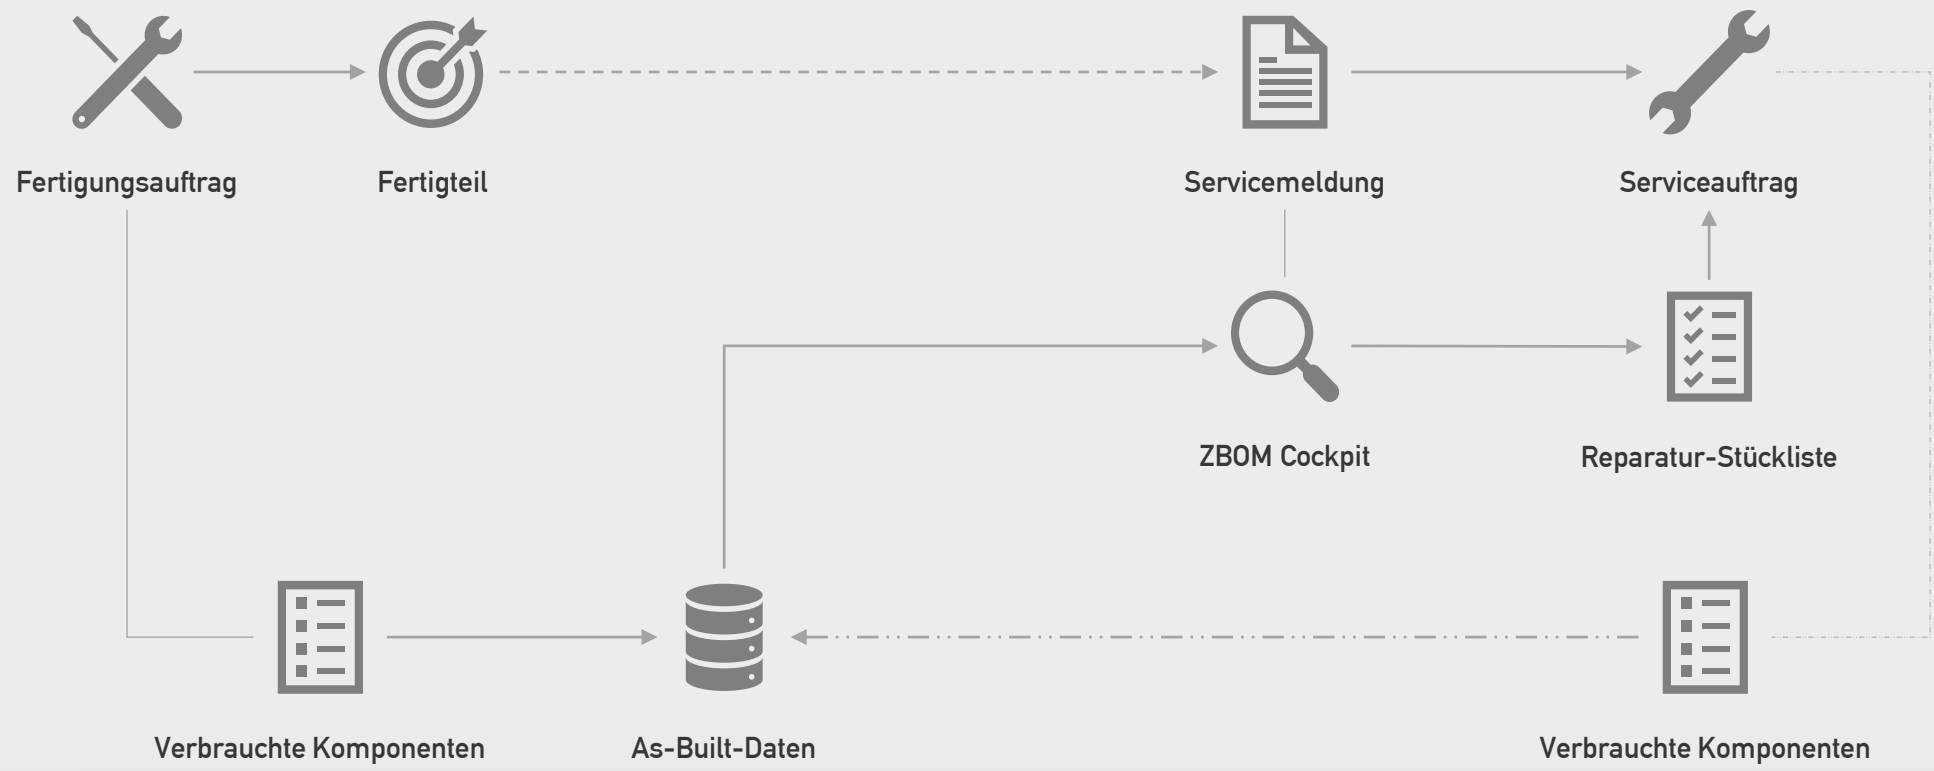 Fertigungsauftrag
Fertigteil
Servicemeldung
Serviceauftrag
ZBOM Cockpit
Reparatur-Stückliste
Verbrauchte Komponenten
As-Built-Daten
Verbrauchte Komponenten